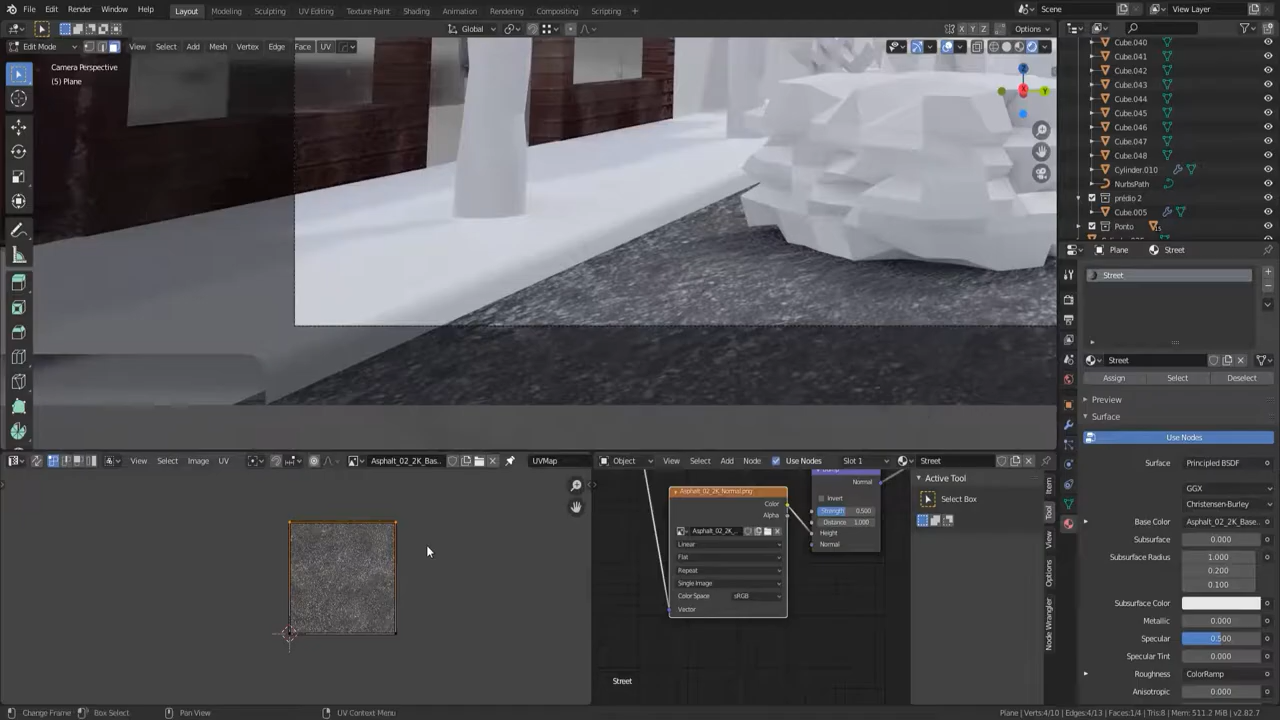 File Edit Render Window Help Layout Modeling Sculpting UV Editing Texture Paint Shading Animation Rendering Compositing Scripting + Scene View Layer
Global Options
Edit Mode View Select Add Mesh Vertex Edge Face UV X Y Z
Camera Perspective
(5) Plane
Z
X
Y
Cube.040
Cube.041
Cube.042
Cube.043
Cube.044
Cube.045
Cube.046
Cube.047
Cube.048
Cylinder.010
NurbsPath
prédio 2
Cube.005
Ponto
Plane Street
Street
Street
Assign Select Deselect
Preview
Surface
Use Nodes
Surface Principled BSDF
GGX
Christensen-Burley
Base Color Asphalt_02_2K_Base..
Subsurface 0.000
Subsurface Radius 1.000
0.200
0.100
Subsurface Color
Metallic 0.000
Specular 0.500
Specular Tint 0.000
Roughness ColorRamp
Anisotropic 0.000
View Select Image UV Asphalt_02_2K_Bas.. UVMap
Object View Select Add Node Use Nodes Slot 1 Street
Asphalt_02_2K_Normal.png
Color
Alpha
Asphalt_02_2K_..
Linear
Flat
Repeat
Single Image
Color Space sRGB
Vector
Normal
Invert
Strength 0.500
Distance 1.000
Height
Normal
Street
Active Tool
Select Box
Item
Tool
View
Options
Node Wrangler
Change Frame Box Select Pan View UV Context Menu Plane | Verts:4/10 | Edges:4/13 | Faces:1/4 | Tris:8 | Mem: 511.2 MiB | v2.82.7